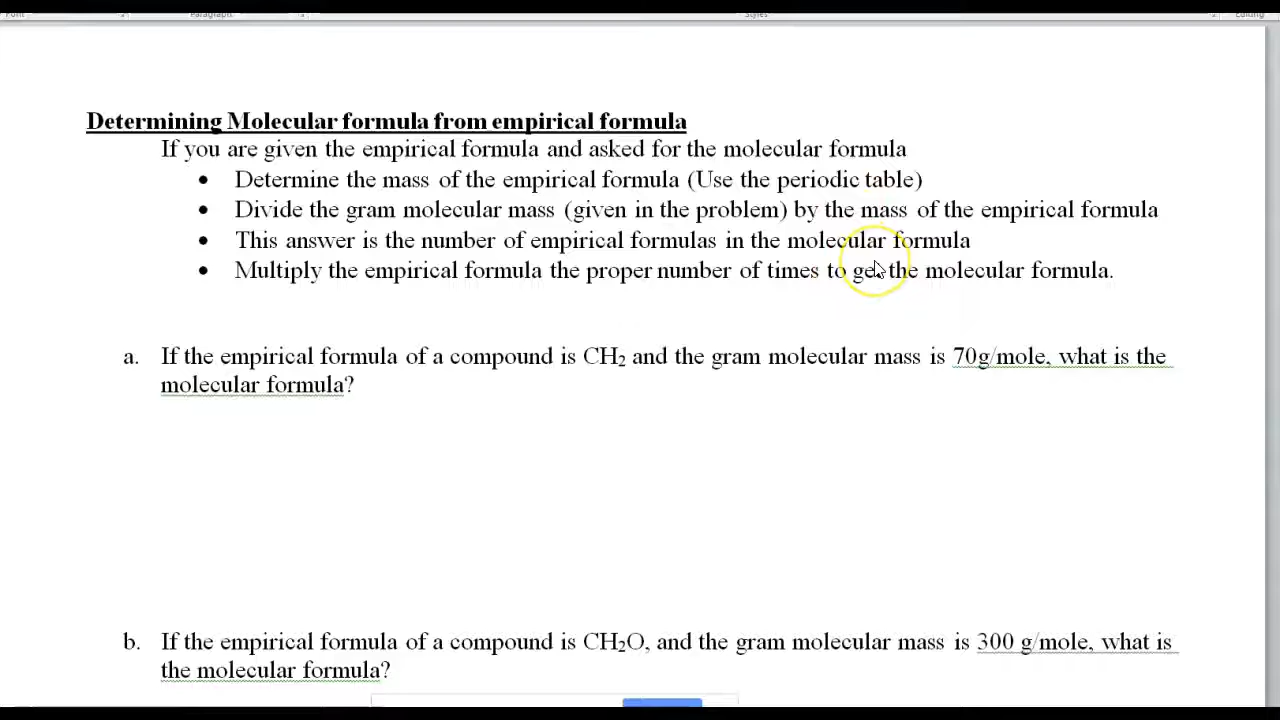 Font Paragraph Styles Editing
Determining Molecular formula from empirical formula
If you are given the empirical formula and asked for the molecular formula
• Determine the mass of the empirical formula (Use the periodic table)
• Divide the gram molecular mass (given in the problem) by the mass of the empirical formula
• This answer is the number of empirical formulas in the molecular formula
• Multiply the empirical formula the proper number of times to get the molecular formula.
a. If the empirical formula of a compound is CH₂ and the gram molecular mass is 70g/mole, what is the
molecular formula?
b. If the empirical formula of a compound is CH₂O, and the gram molecular mass is 300 g/mole, what is
the molecular formula?